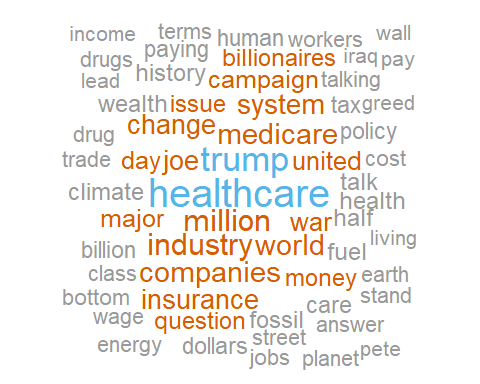 income terms human workers wall
drugs paying billionaires iraq pay
lead history campaign talking
wealth issue system tax greed
drug change medicare policy
trade day joe trump united cost
climate healthcare talk health
major million war half
billion industry world fuel living
class companies money earth
bottom insurance care stand
wage question fossil answer
energy dollars street
jobs planet pete